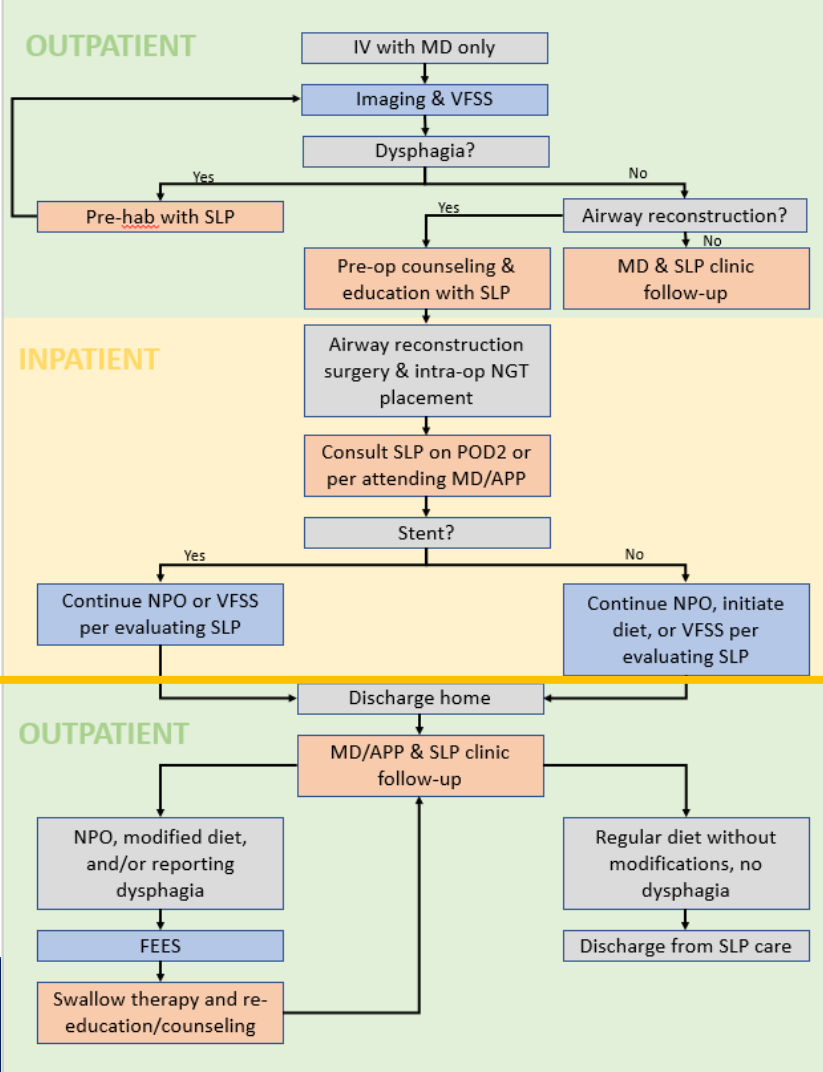 OUTPATIENT
IV with MD only
Imaging & VFSS
Dysphagia?
Yes
No
Pre-hab with SLP
Airway reconstruction?
Yes
No
Pre-op counseling &
education with SLP
MD & SLP clinic
follow-up
INPATIENT
Airway reconstruction
surgery & intra-op NGT
placement
Consult SLP on POD2 or
per attending MD/APP
Stent?
Yes
No
Continue NPO or VFSS
per evaluating SLP
Continue NPO, initiate
diet, or VFSS per
evaluating SLP
Discharge home
OUTPATIENT
MD/APP & SLP clinic
follow-up
NPO, modified diet,
and/or reporting
dysphagia
Regular diet without
modifications, no
dysphagia
FEES
Discharge from SLP care
Swallow therapy and re-
education/counseling